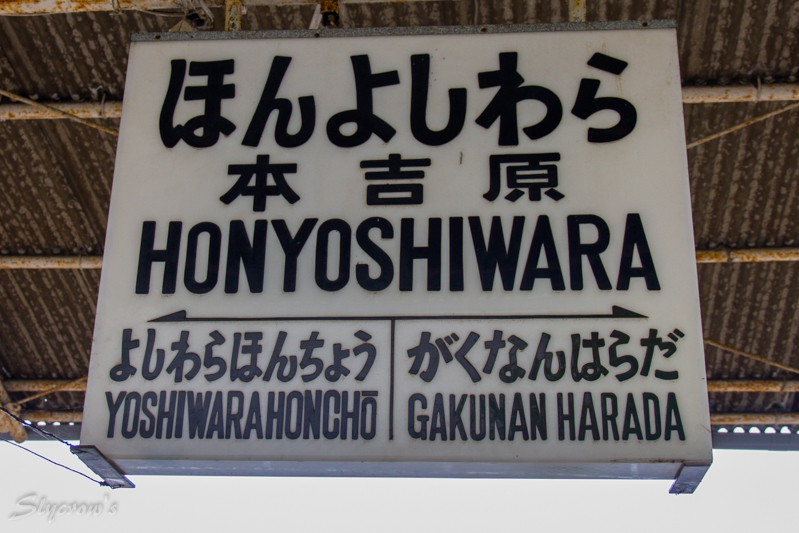 ほんよしわら
本吉原
HONYOSHIWARA
よしわらほんちょう がくなんはらだ
YOSHIWARAHONCHŌ GAKUNAN HARADA
Slycrow's